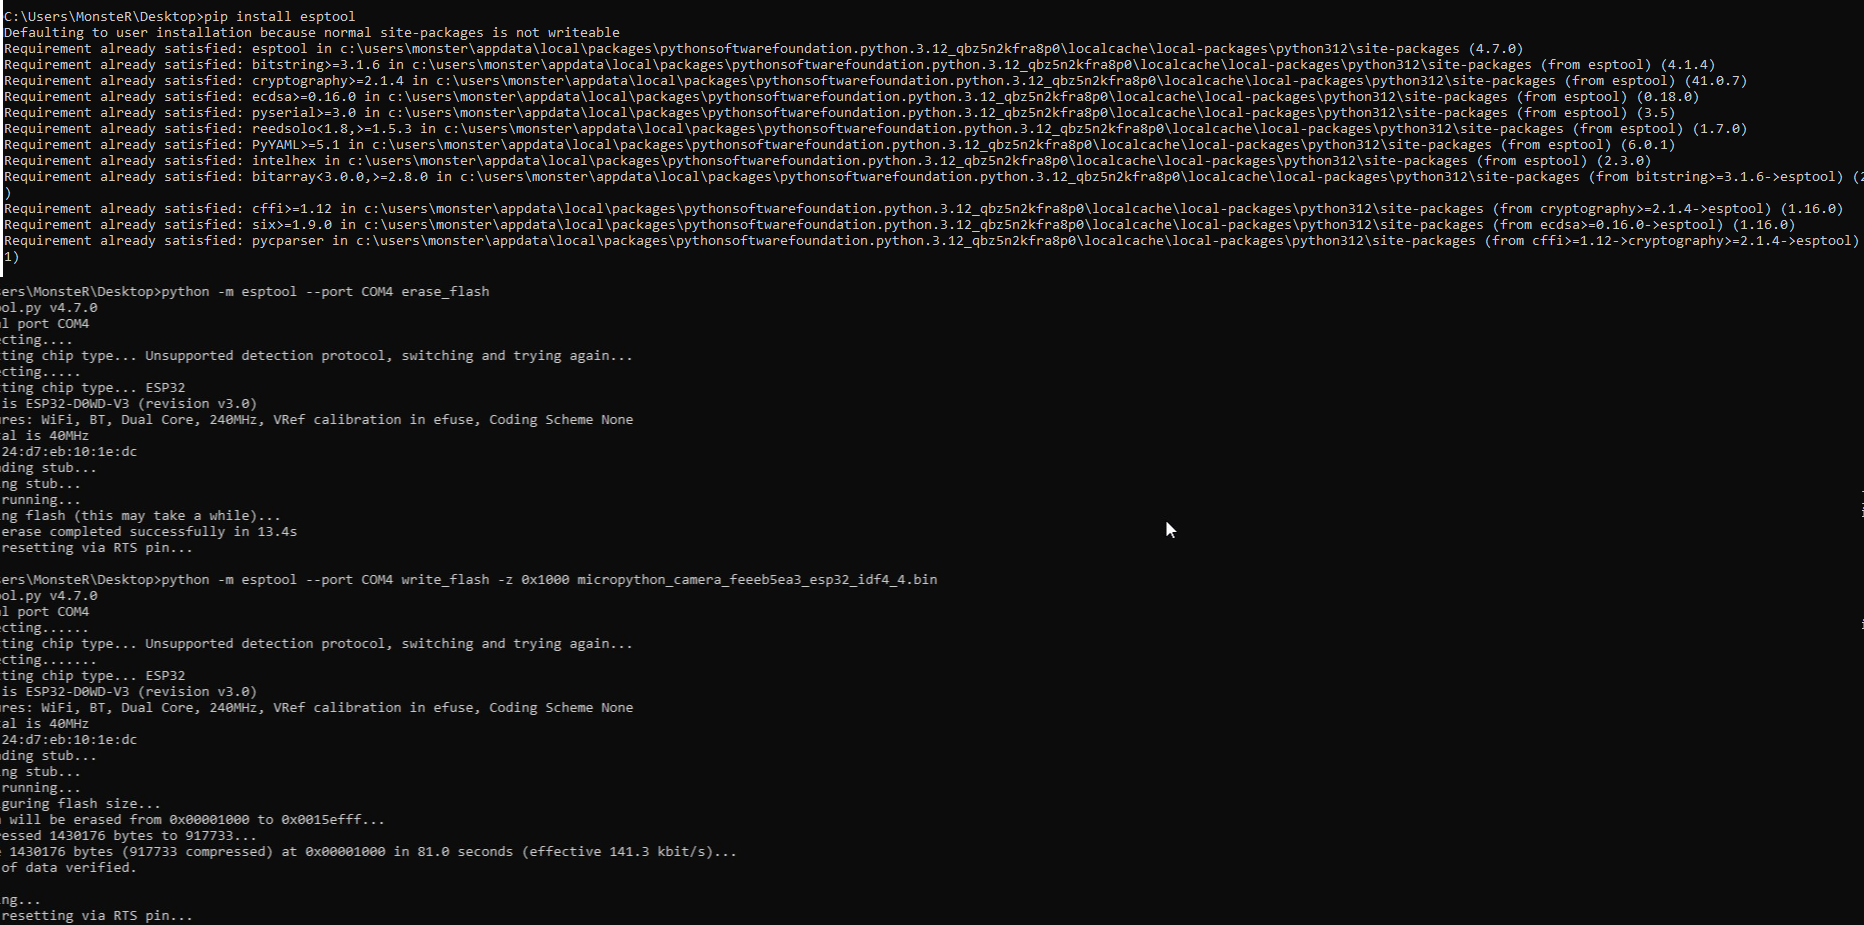 C:\Users\MonsteR\Desktop>pip install esptool
Defaulting to user installation because normal site-packages is not writeable
Requirement already satisfied: esptool in c:\users\monster\appdata\local\packages\pythonsoftwarefoundation.python.3.12_qbz5n2kfra8p0\localcache\local-packages\python312\site-packages (4.7.0)
Requirement already satisfied: bitstring>=3.1.6 in c:\users\monster\appdata\local\packages\pythonsoftwarefoundation.python.3.12_qbz5n2kfra8p0\localcache\local-packages\python312\site-packages (from esptool) (4.1.4)
Requirement already satisfied: cryptography>=2.1.4 in c:\users\monster\appdata\local\packages\pythonsoftwarefoundation.python.3.12_qbz5n2kfra8p0\localcache\local-packages\python312\site-packages (from esptool) (41.0.7)
Requirement already satisfied: ecdsa>=0.16.0 in c:\users\monster\appdata\local\packages\pythonsoftwarefoundation.python.3.12_qbz5n2kfra8p0\localcache\local-packages\python312\site-packages (from esptool) (0.18.0)
Requirement already satisfied: pyserial>=3.0 in c:\users\monster\appdata\local\packages\pythonsoftwarefoundation.python.3.12_qbz5n2kfra8p0\localcache\local-packages\python312\site-packages (from esptool) (3.5)
Requirement already satisfied: reedsolo<1.8,>=1.5.3 in c:\users\monster\appdata\local\packages\pythonsoftwarefoundation.python.3.12_qbz5n2kfra8p0\localcache\local-packages\python312\site-packages (from esptool) (1.7.0)
Requirement already satisfied: PyYAML>=5.1 in c:\users\monster\appdata\local\packages\pythonsoftwarefoundation.python.3.12_qbz5n2kfra8p0\localcache\local-packages\python312\site-packages (from esptool) (6.0.1)
Requirement already satisfied: intelhex in c:\users\monster\appdata\local\packages\pythonsoftwarefoundation.python.3.12_qbz5n2kfra8p0\localcache\local-packages\python312\site-packages (from esptool) (2.3.0)
Requirement already satisfied: bitarray<3.0.0,>=2.8.0 in c:\users\monster\appdata\local\packages\pythonsoftwarefoundation.python.3.12_qbz5n2kfra8p0\localcache\local-packages\python312\site-packages (from bitstring>=3.1.6->esptool) (2
)
Requirement already satisfied: cffi>=1.12 in c:\users\monster\appdata\local\packages\pythonsoftwarefoundation.python.3.12_qbz5n2kfra8p0\localcache\local-packages\python312\site-packages (from cryptography>=2.1.4->esptool) (1.16.0)
Requirement already satisfied: six>=1.9.0 in c:\users\monster\appdata\local\packages\pythonsoftwarefoundation.python.3.12_qbz5n2kfra8p0\localcache\local-packages\python312\site-packages (from ecdsa>=0.16.0->esptool) (1.16.0)
Requirement already satisfied: pycparser in c:\users\monster\appdata\local\packages\pythonsoftwarefoundation.python.3.12_qbz5n2kfra8p0\localcache\local-packages\python312\site-packages (from cffi>=1.12->cryptography>=2.1.4->esptool)
1)
ers\MonsteR\Desktop>python -m esptool --port COM4 erase_flash
ol.py v4.7.0
l port COM4
ecting....
ting chip type... Unsupported detection protocol, switching and trying again...
ecting.....
ting chip type... ESP32
is ESP32-D0WD-V3 (revision v3.0)
res: WiFi, BT, Dual Core, 240MHz, VRef calibration in efuse, Coding Scheme None
al is 40MHz
24:d7:eb:10:1e:dc
ding stub...
ng stub...
running...
ng flash (this may take a while)...
erase completed successfully in 13.4s
resetting via RTS pin...
ers\MonsteR\Desktop>python -m esptool --port COM4 write_flash -z 0x1000 micropython_camera_feeeb5ea3_esp32_idf4_4.bin
ol.py v4.7.0
l port COM4
ecting......
ting chip type... Unsupported detection protocol, switching and trying again...
ecting.......
ting chip type... ESP32
is ESP32-D0WD-V3 (revision v3.0)
res: WiFi, BT, Dual Core, 240MHz, VRef calibration in efuse, Coding Scheme None
al is 40MHz
24:d7:eb:10:1e:dc
ding stub...
ng stub...
running...
guring flash size...
will be erased from 0x00001000 to 0x0015efff...
essed 1430176 bytes to 917733...
1430176 bytes (917733 compressed) at 0x00001000 in 81.0 seconds (effective 141.3 kbit/s)...
of data verified.
ng...
resetting via RTS pin...